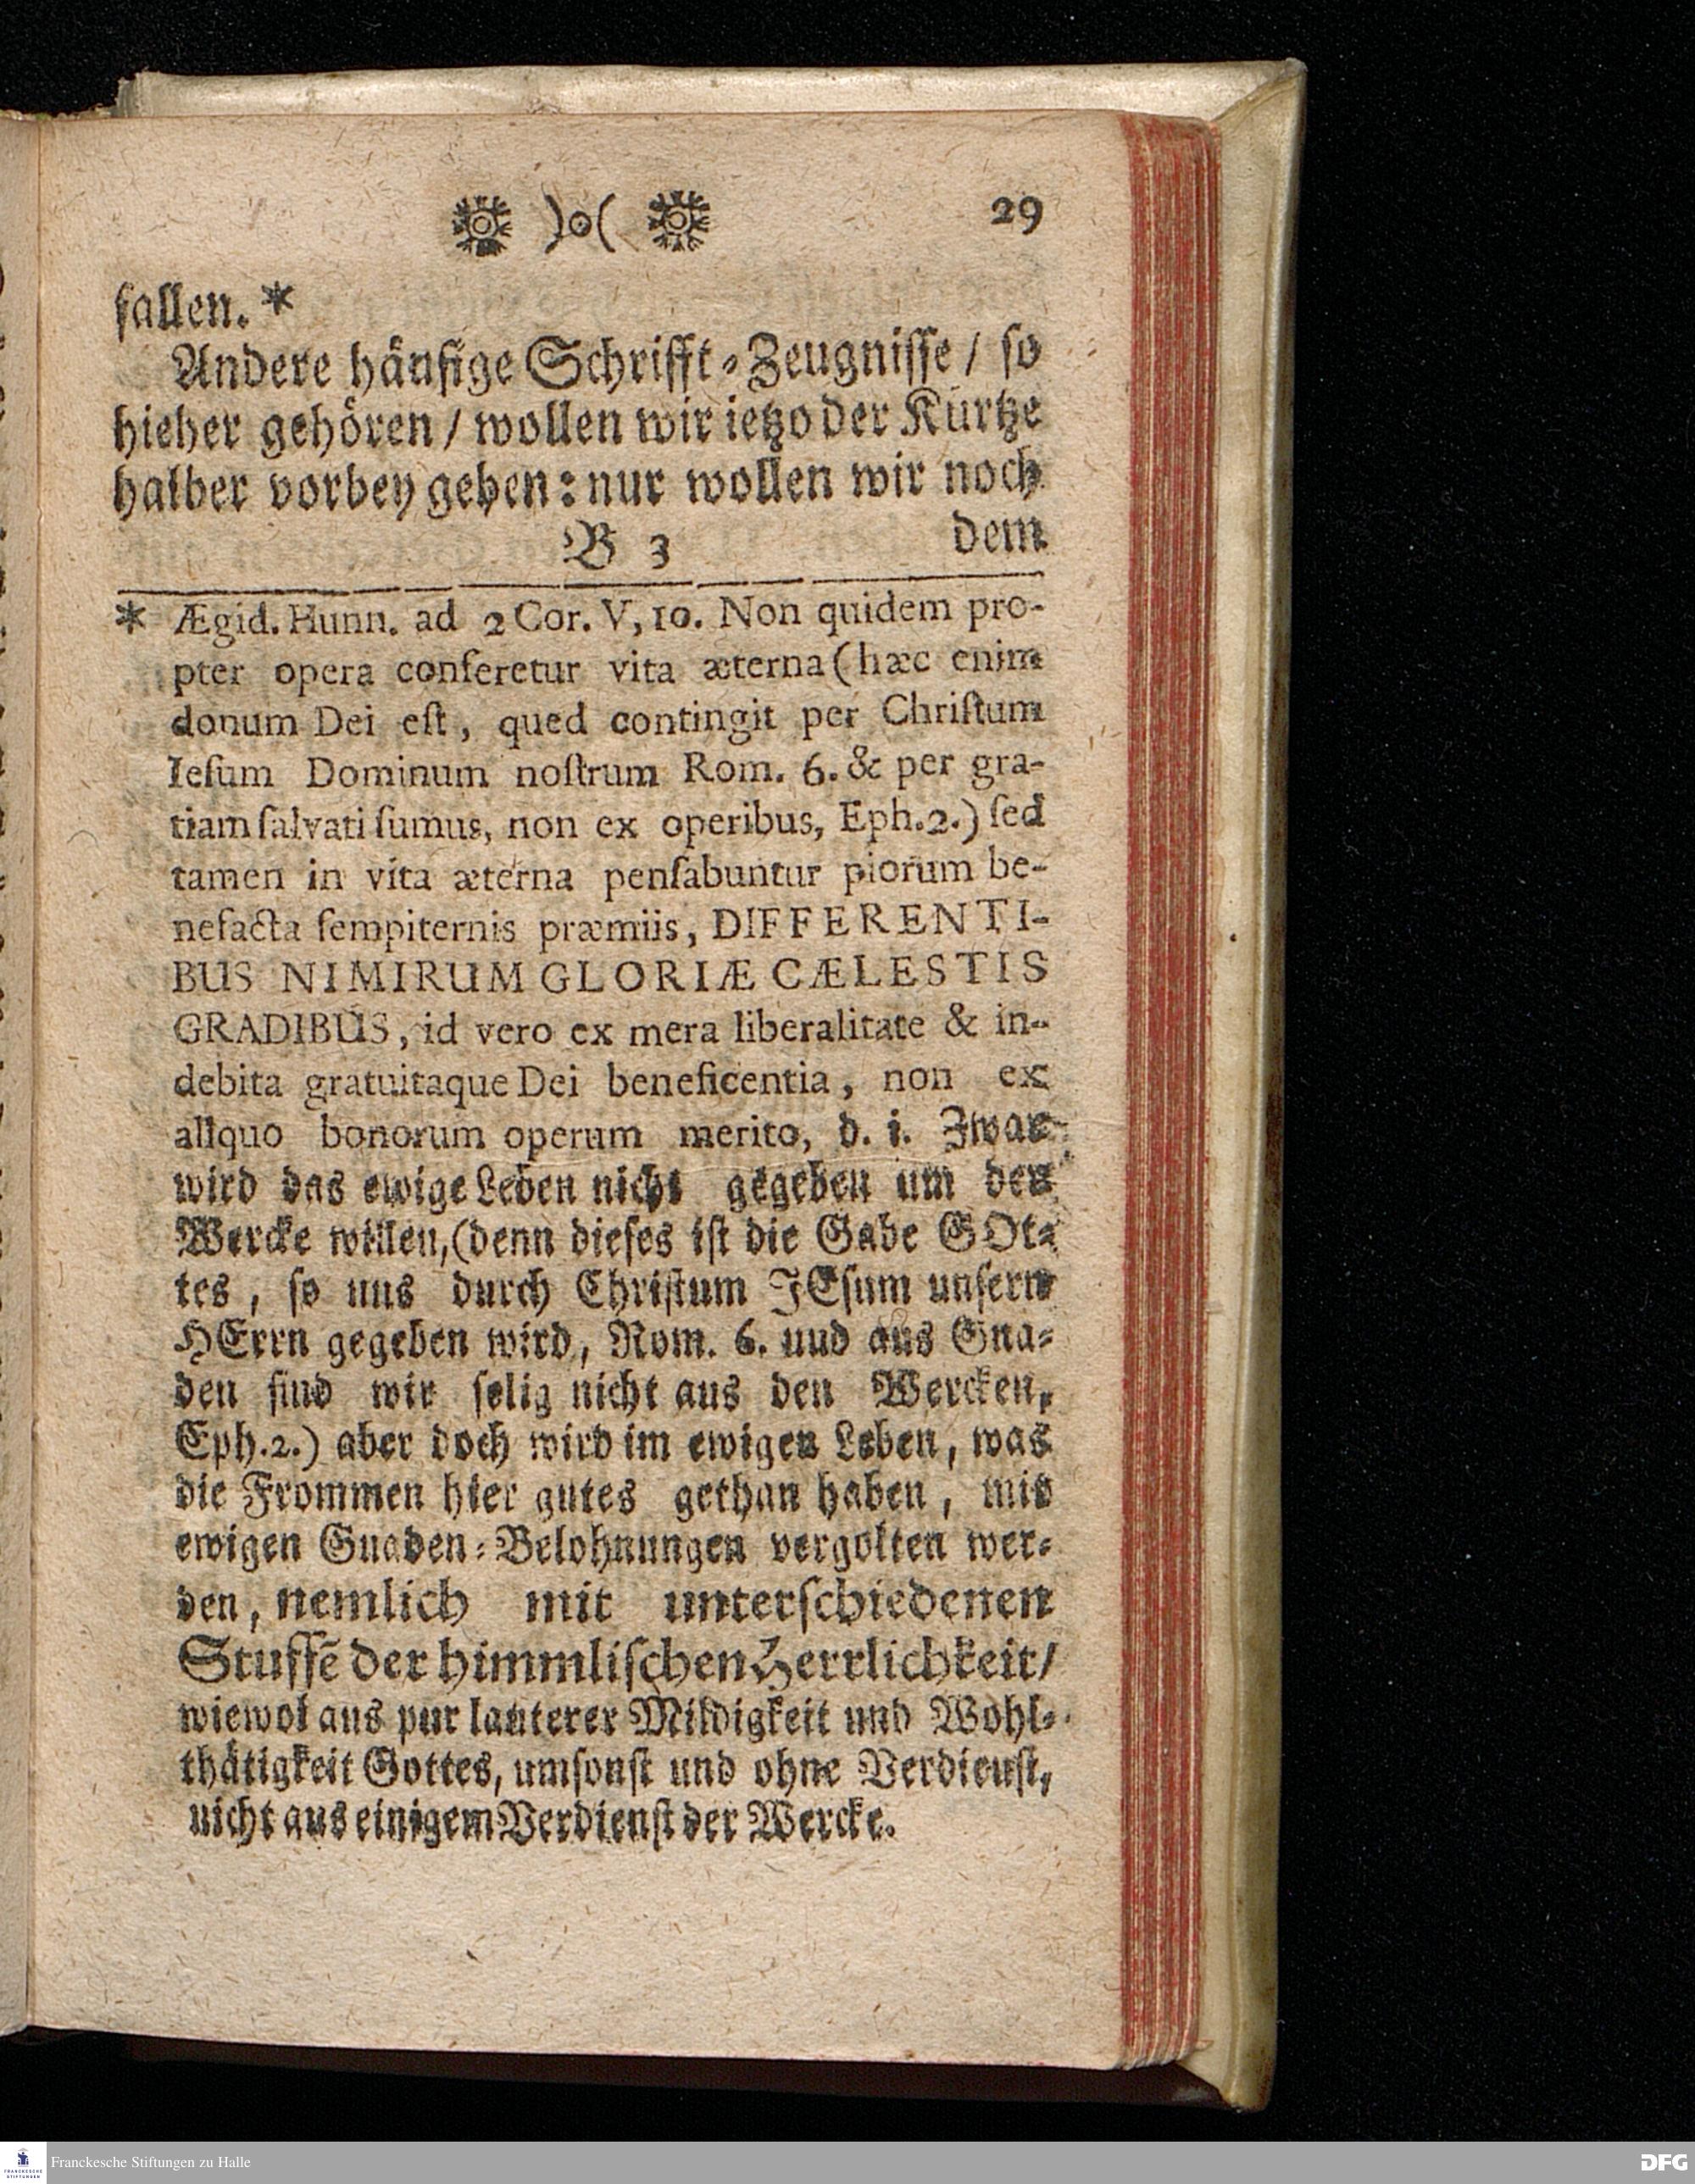 )o( 29
fallen. *
Andere häufige Schrifft-Zeugnisse / so
hieher gehören / wollen wir ietzo der Kürtze
halber vorbey gehen: nur wollen wir noch
B 3 dem
* Ægid. Hunn. ad 2 Cor. V, 10. Non quidem pro-
pter opera conferetur vita æterna (hæc enim
donum Dei eſt, qued contingit per Chriſtum
Ieſum Dominum noſtrum Rom. 6. & per gra-
tiam ſalvati ſumus, non ex operibus, Eph. 2.) ſed
tamen in vita æterna penſabuntur piorum be-
nefacta ſempiternis præmiis, DIFFERENTI-
BUS NIMIRUM GLORIÆ CÆLESTIS
GRADIBUS, id vero ex mera liberalitate & in-
debita gratuitaque Dei beneficentia, non ex
allquo bonorum operum merito, d. i. Zwar
wird das ewige Leben nicht gegeben um der
Wercke willen, (denn dieses ist die Gabe GOt-
tes, so uns durch Christum JEsum unsern
HErrn gegeben wird, Rom. 6. uud aus Gna-
den sind wir selig nicht aus den Wercken,
Eph. 2.) aber doch wird im ewigen Leben, was
die Frommen hier gutes gethan haben, mit
ewigen Gnaden-Belohnungen vergolten wer-
den, nemlich mit unterschiedenen
Stuffē der himmlischen Herrlichkeit /
wiewol aus pur lauterer Mildigkeit und Wohl-
thätigkeit Gottes, umsonst und ohne Verdienst,
nicht aus einigem Verdienst der Wercke.
FRANCKESCHE STIFTUNGEN
Franckesche Stiftungen zu Halle
DFG